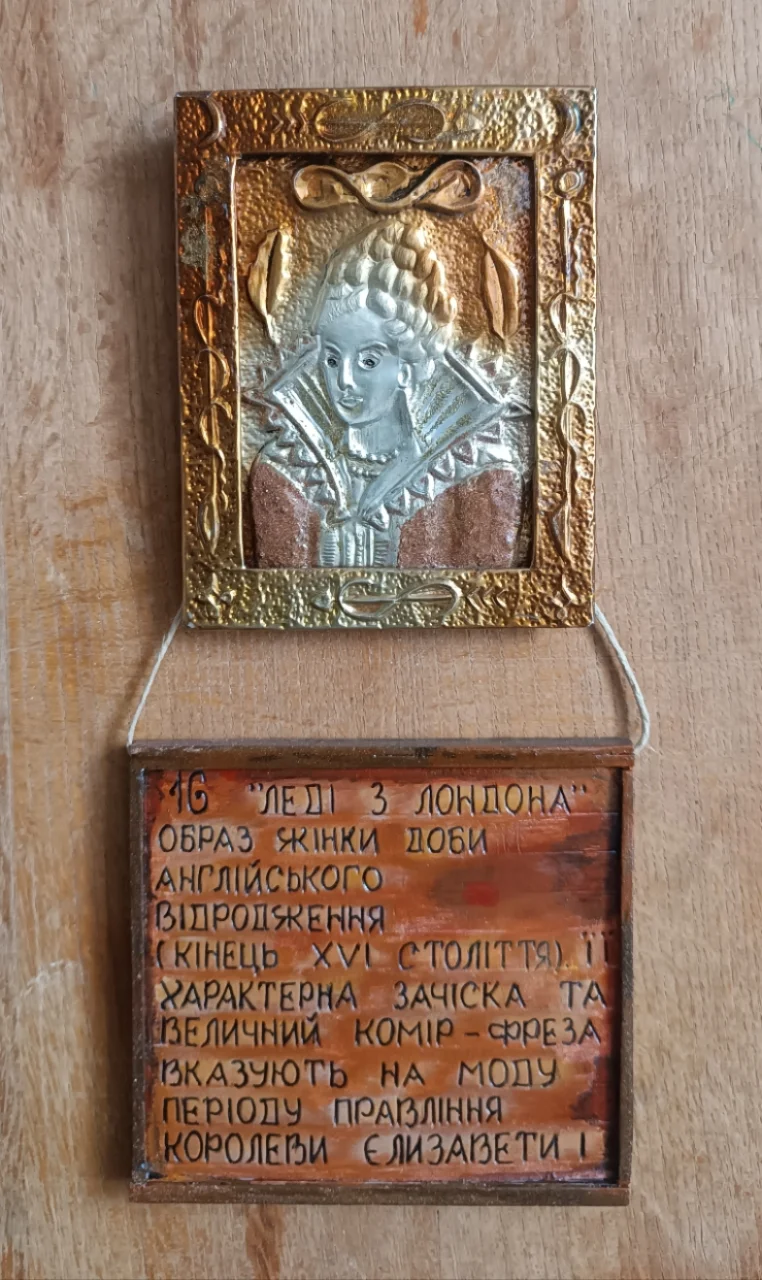 16 "ЛЕДІ З ЛОНДОНА"
ОБРАЗ ЖІНКИ ДОБИ
АНГЛІЙСЬКОГО
ВІДРОДЖЕННЯ
(КІНЕЦЬ XVI СТОЛІТТЯ). ЇЇ
ХАРАКТЕРНА ЗАЧІСКА ТА
ВЕЛИЧНИЙ КОМІР-ФРЕЗА
ВКАЗУЮТЬ НА МОДУ
ПЕРІОДУ ПРАВЛІННЯ
КОРОЛЕВИ ЄЛИЗАВЕТИ І